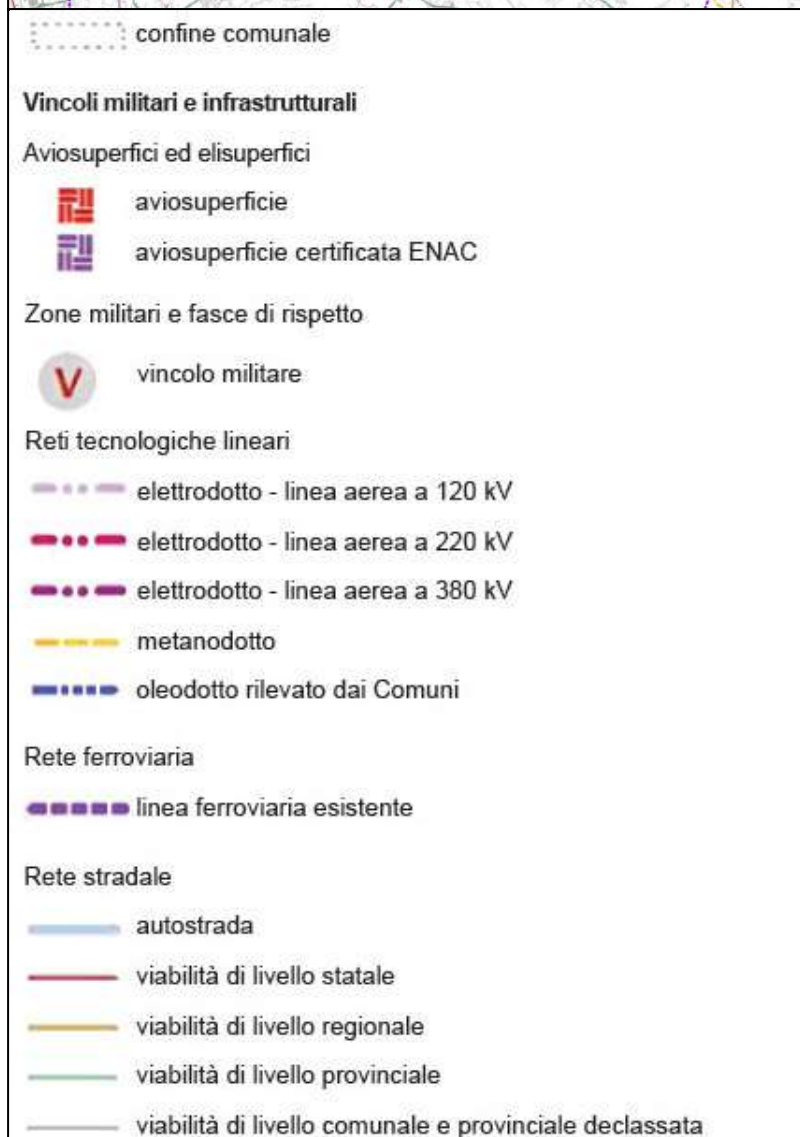 confine comunale
Vincoli militari e infrastrutturali
Aviosuperfici ed elisuperfici
aviosuperficie
aviosuperficie certificata ENAC
Zone militari e fasce di rispetto
V vincolo militare
Reti tecnologiche lineari
elettrodotto - linea aerea a 120 kV
elettrodotto - linea aerea a 220 kV
elettrodotto - linea aerea a 380 kV
metanodotto
oleodotto rilevato dai Comuni
Rete ferroviaria
linea ferroviaria esistente
Rete stradale
autostrada
viabilità di livello statale
viabilità di livello regionale
viabilità di livello provinciale
viabilità di livello comunale e provinciale declassata